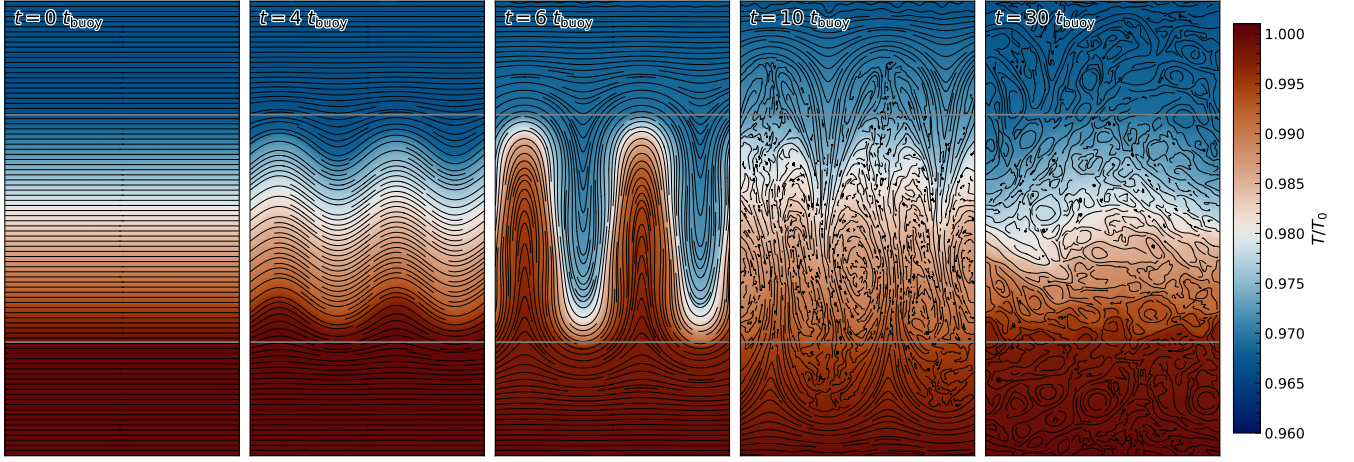 t = 0 t_buoy
t = 4 t_buoy
t = 6 t_buoy
t = 10 t_buoy
t = 30 t_buoy
1.000
0.995
0.990
0.985
0.980
0.975
0.970
0.965
0.960
T/T₀